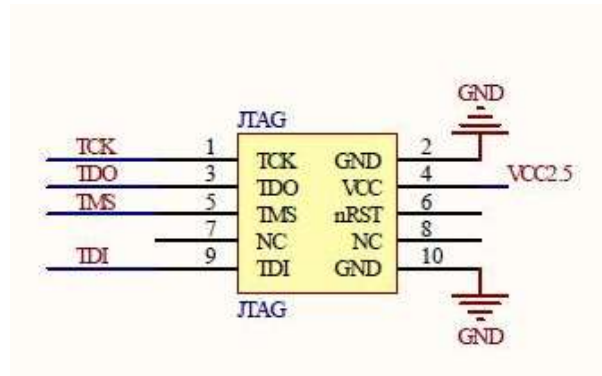 GND
JTAG
TCK 1 TCK GND 2
TDO 3 TDO VCC 4 VCC2.5
TMS 5 TMS nRST 6
7 NC NC 8
TDI 9 TDI GND 10
JTAG
GND